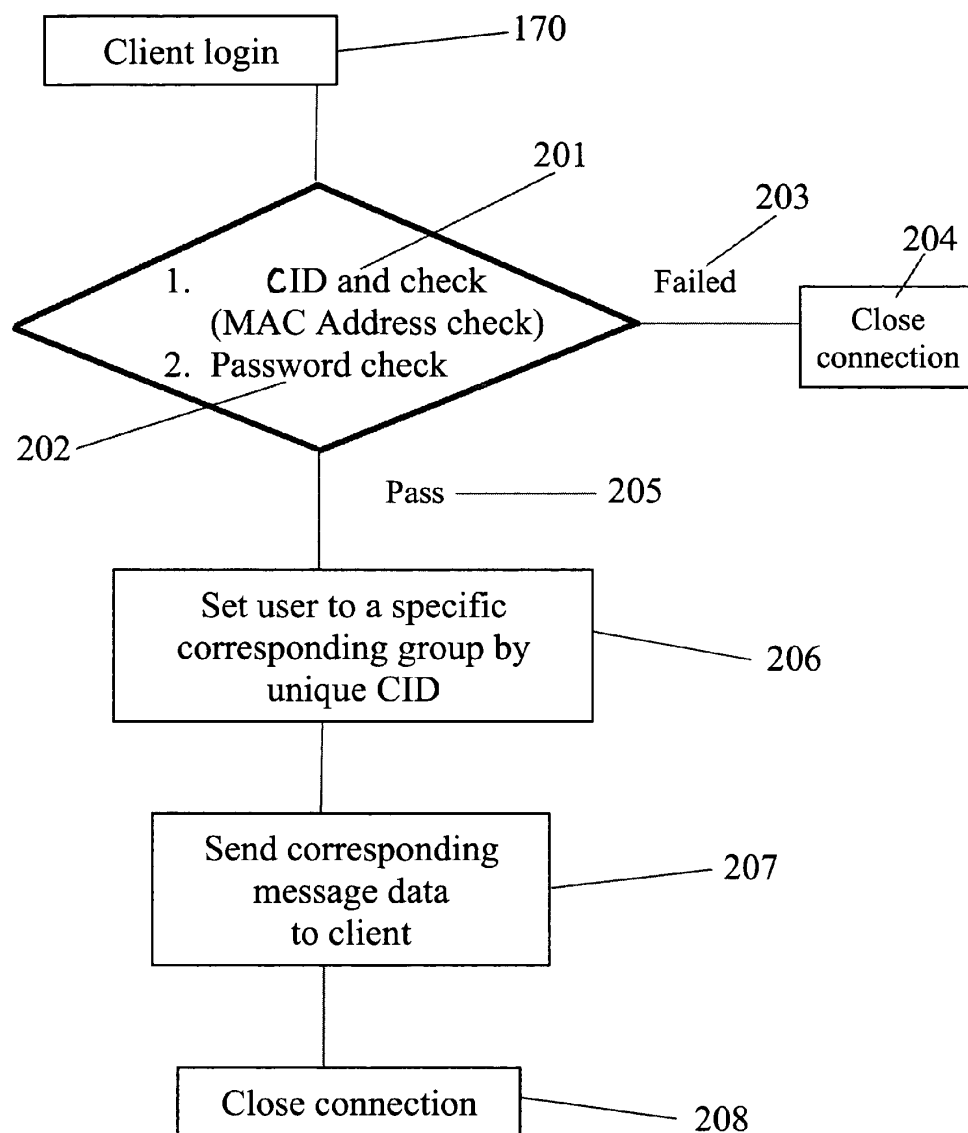 Client login
170
201
203
204
1. CID and check
(MAC Address check)
2. Password check
Failed
Close
connection
202
Pass
205
Set user to a specific
corresponding group by
unique CID
206
Send corresponding
message data
to client
207
Close connection
208